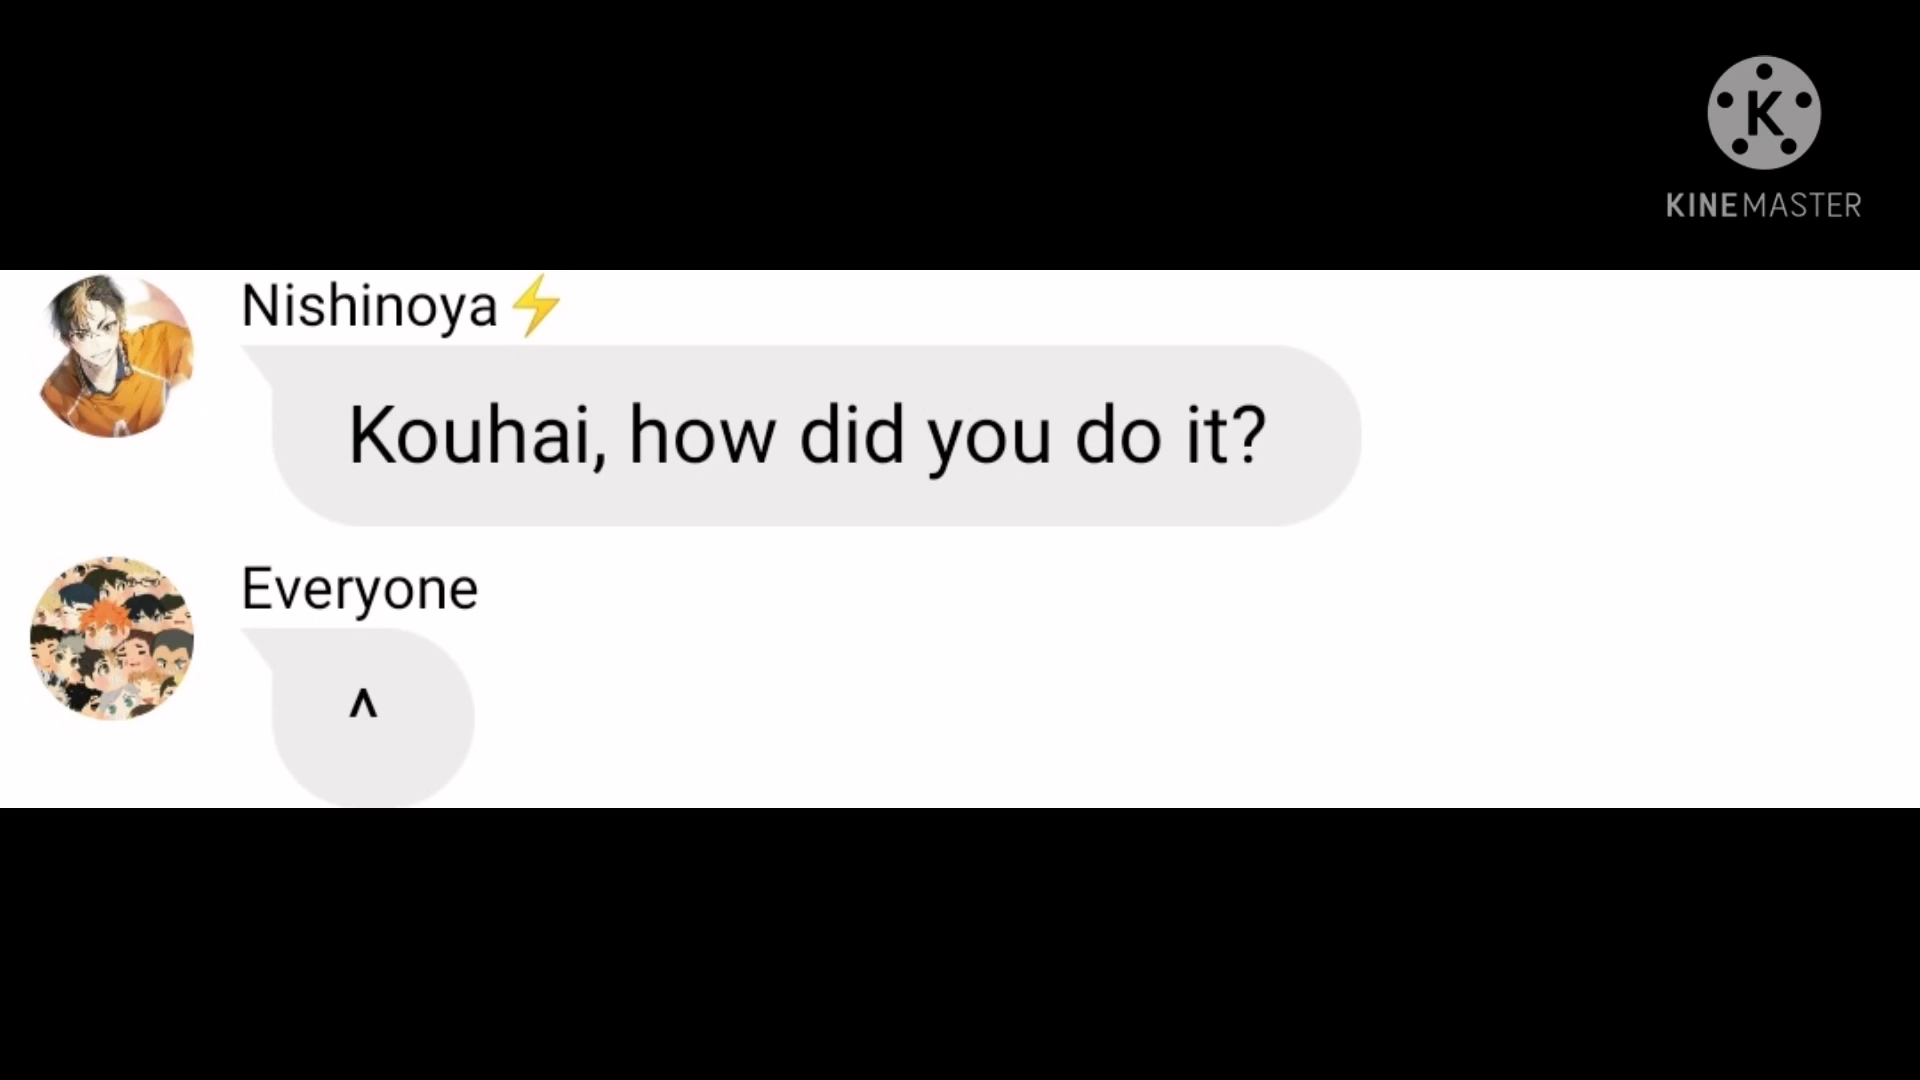 K
KINEMASTER
Nishinoya⚡
Kouhai, how did you do it?
Everyone
^